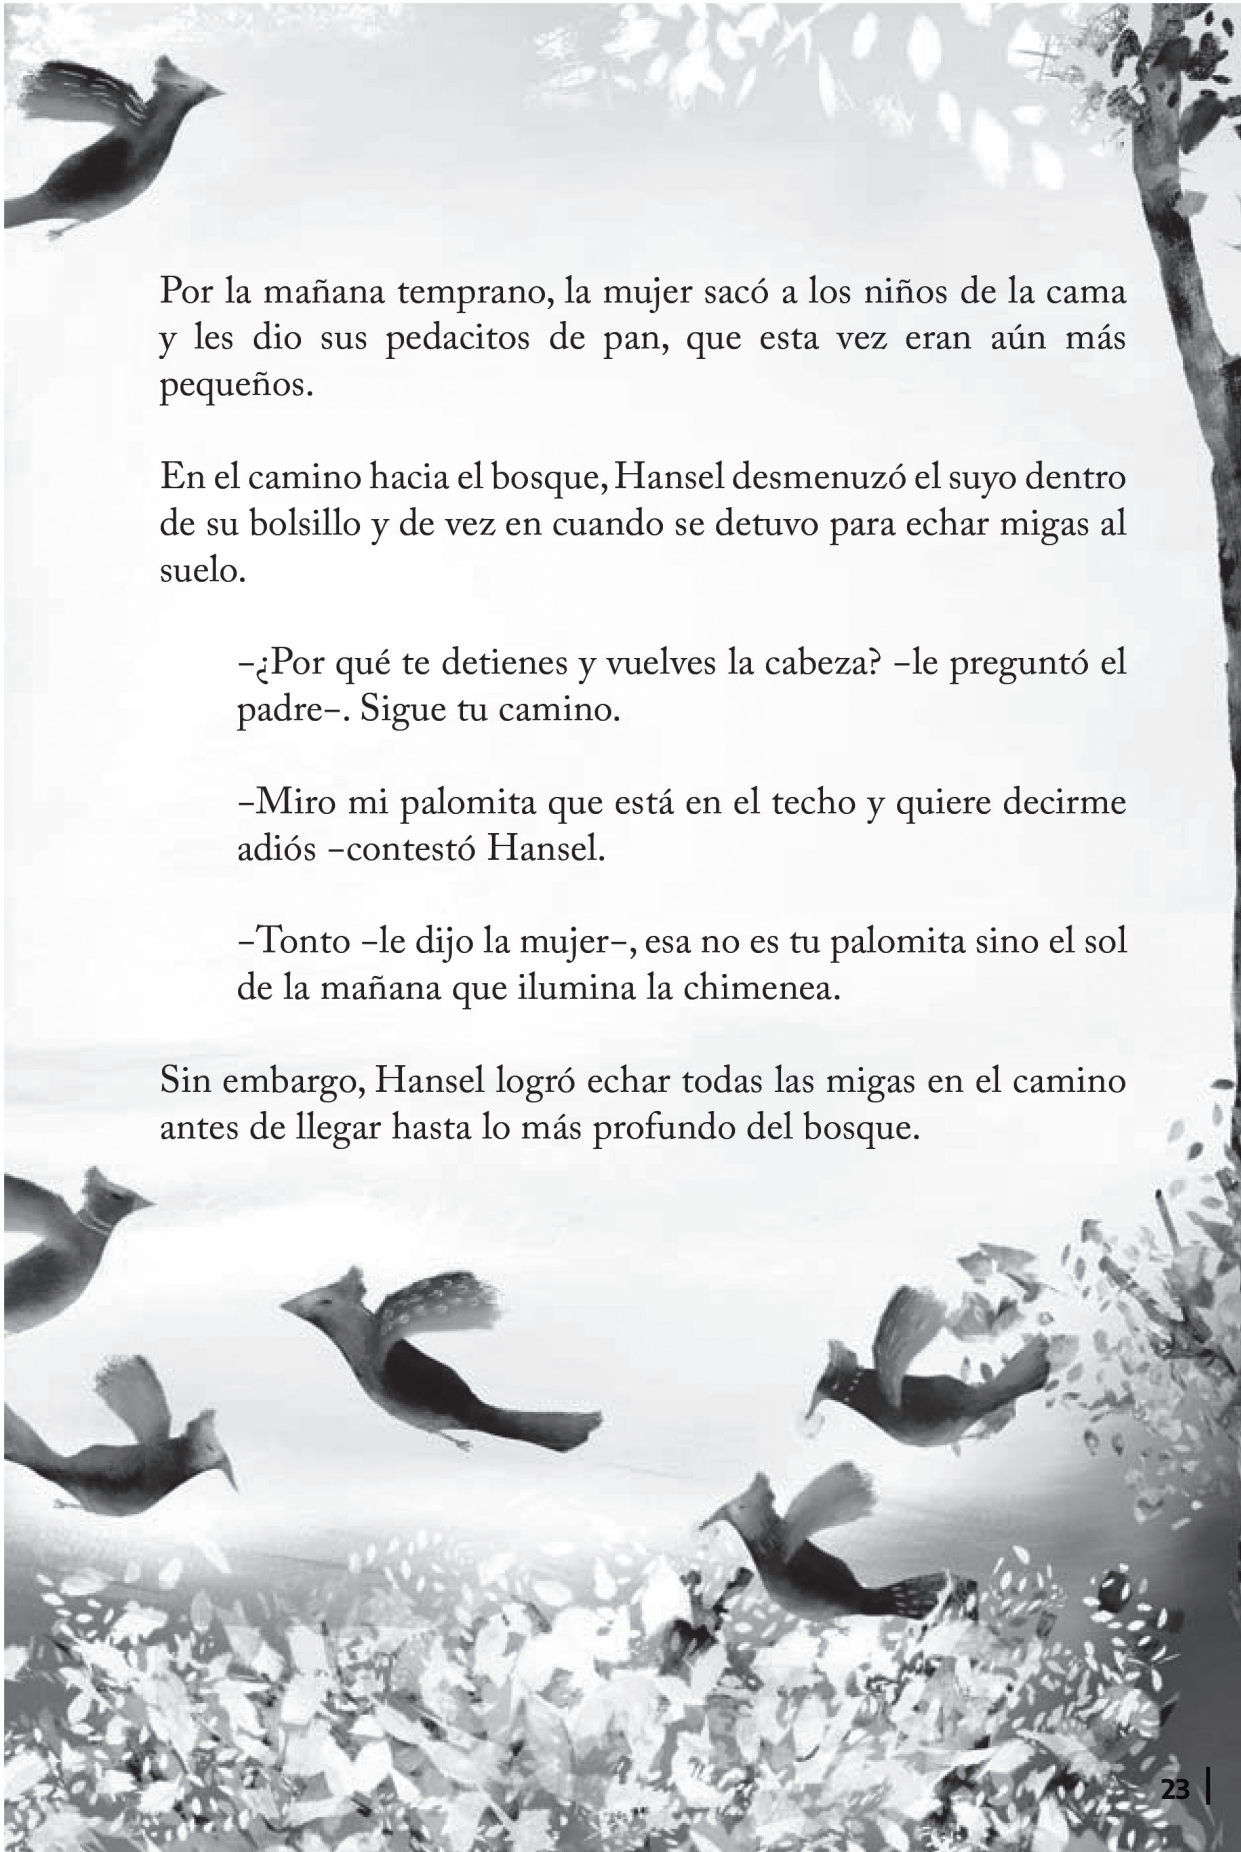 Por la mañana temprano, la mujer sacó a los niños de la cama
y les dio sus pedacitos de pan, que esta vez eran aún más
pequeños.
En el camino hacia el bosque, Hansel desmenuzó el suyo dentro
de su bolsillo y de vez en cuando se detuvo para echar migas al
suelo.
–¿Por qué te detienes y vuelves la cabeza? –le preguntó el
padre–. Sigue tu camino.
–Miro mi palomita que está en el techo y quiere decirme
adiós –contestó Hansel.
–Tonto –le dijo la mujer–, esa no es tu palomita sino el sol
de la mañana que ilumina la chimenea.
Sin embargo, Hansel logró echar todas las migas en el camino
antes de llegar hasta lo más profundo del bosque.
23